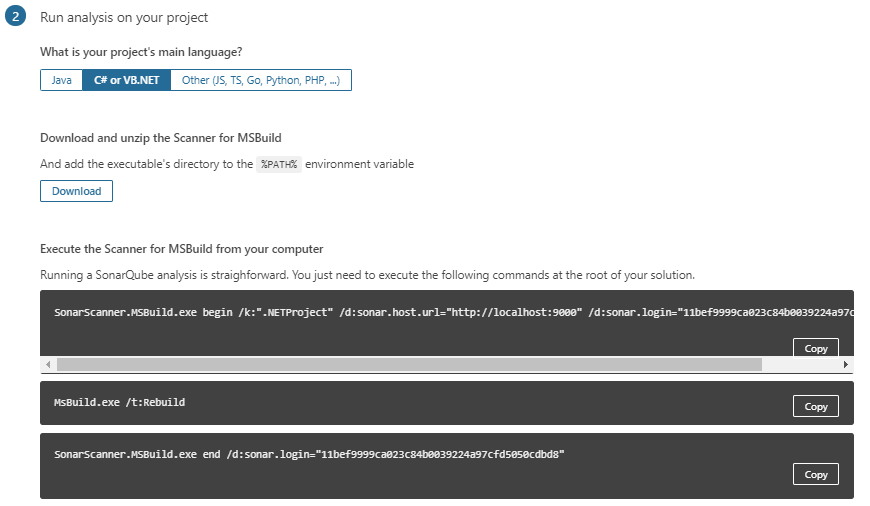 2 Run analysis on your project
What is your project's main language?
Java C# or VB.NET Other (JS, TS, Go, Python, PHP, ...)
Download and unzip the Scanner for MSBuild
And add the executable's directory to the %PATH% environment variable
Download
Execute the Scanner for MSBuild from your computer
Running a SonarQube analysis is straighforward. You just need to execute the following commands at the root of your solution.
SonarScanner.MSBuild.exe begin /k:".NETProject" /d:sonar.host.url="http://localhost:9000" /d:sonar.login="11bef9999ca023c84b0039224a97c
Copy
MsBuild.exe /t:Rebuild
Copy
SonarScanner.MSBuild.exe end /d:sonar.login="11bef9999ca023c84b0039224a97cfd5050cdbd8"
Copy